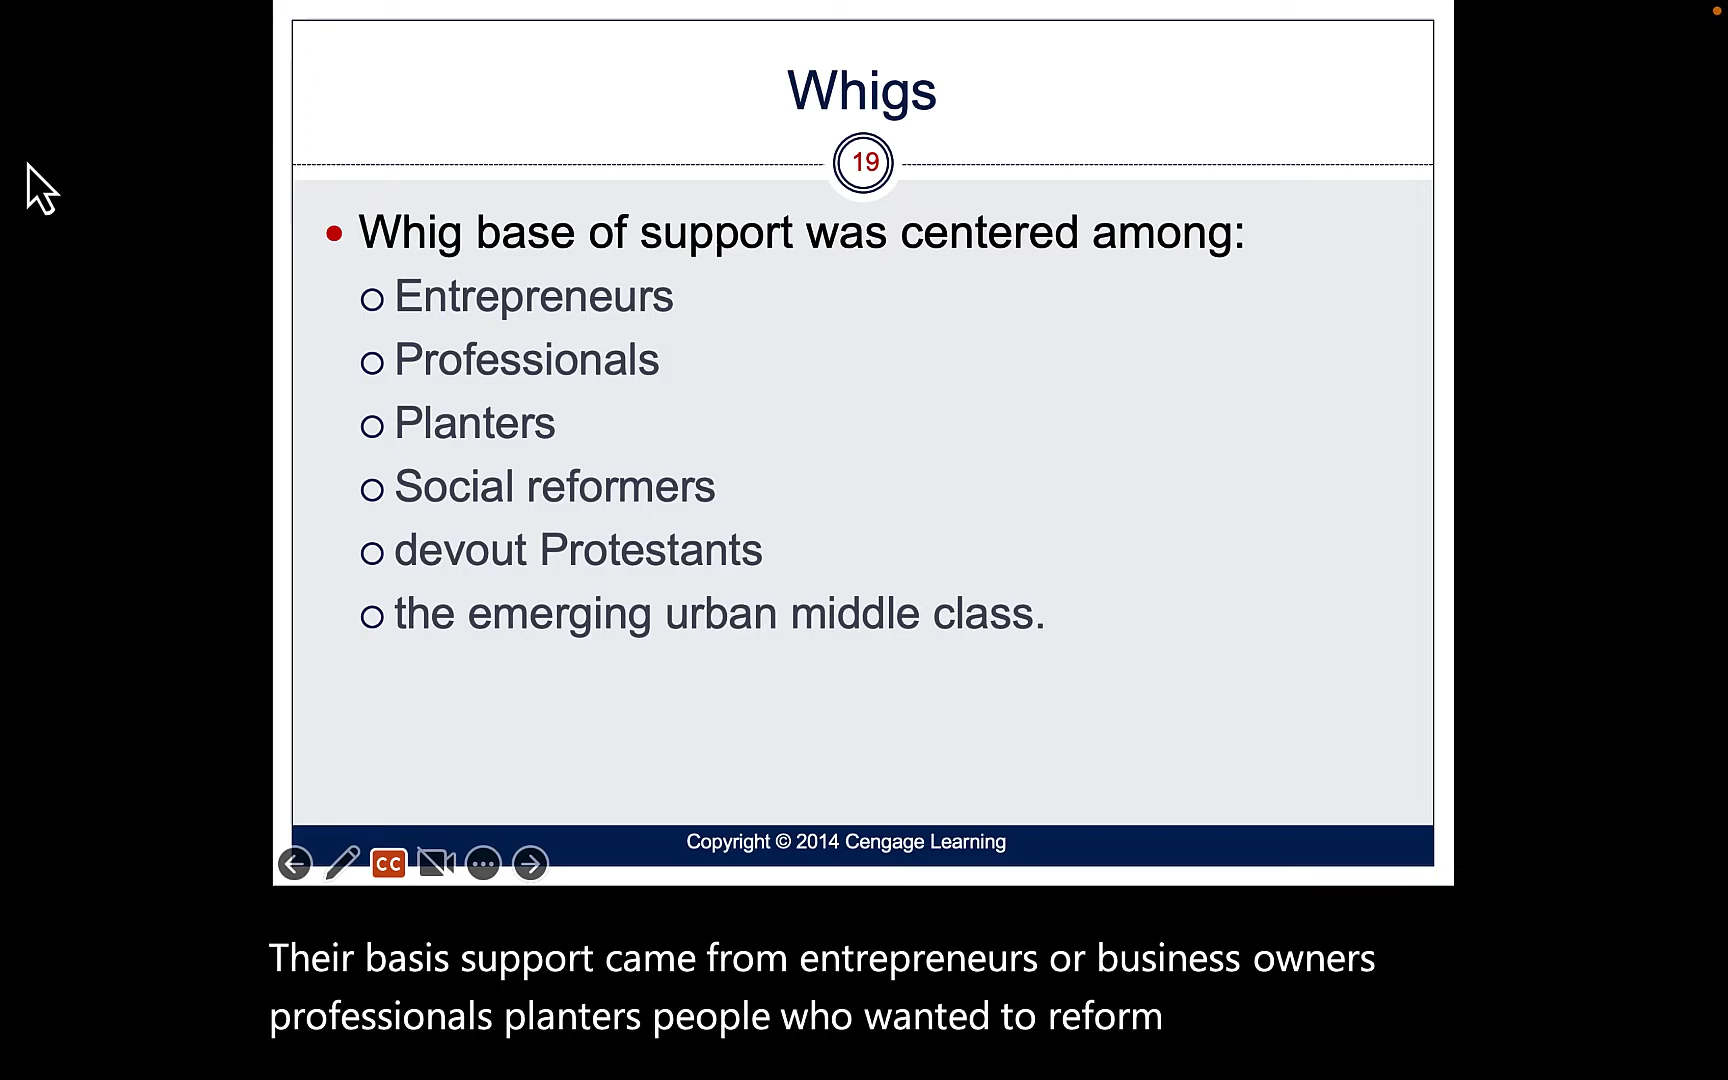 Whigs
19
Whig base of support was centered among:
Entrepreneurs
Professionals
Planters
Social reformers
devout Protestants
the emerging urban middle class.
Copyright © 2014 Cengage Learning
CC
Their basis support came from entrepreneurs or business owners
professionals planters people who wanted to reform